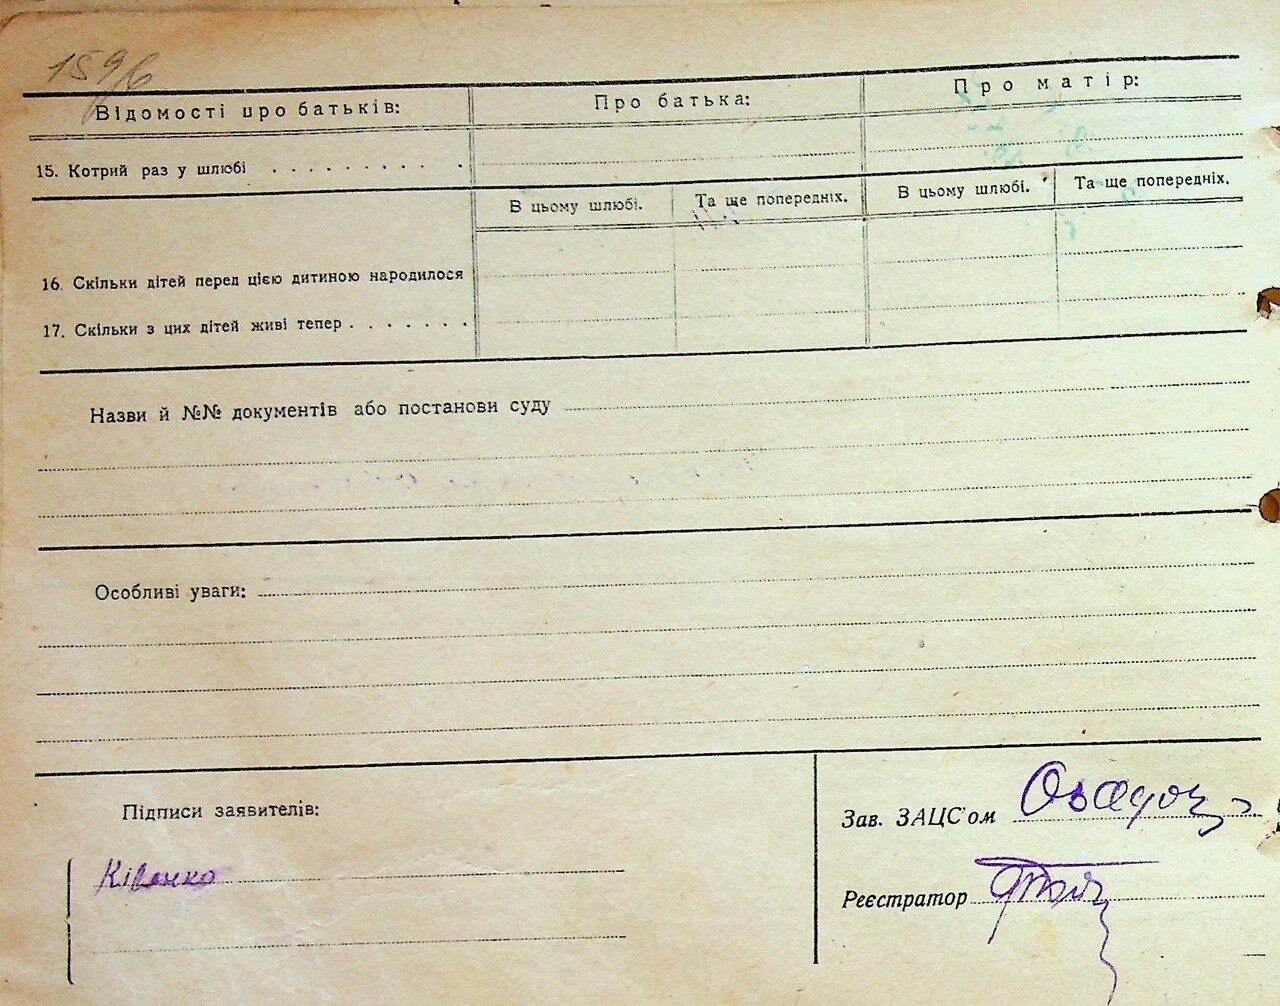 159б
Відомості про батьків: Про батька: Про матір:
15. Котрий раз у шлюбі . . . . . . . . . .
В цьому шлюбі. Та ще попередніх. В цьому шлюбі. Та ще попередніх.
16. Скільки дітей перед цією дитиною народилося
17. Скільки з цих дітей живі тепер . . . . . . .
Назви й №№ документів або постанови суду
Особливі уваги:
Підписи заявителів:
Зав. ЗАЦС'ом
Ківенко
Реєстратор